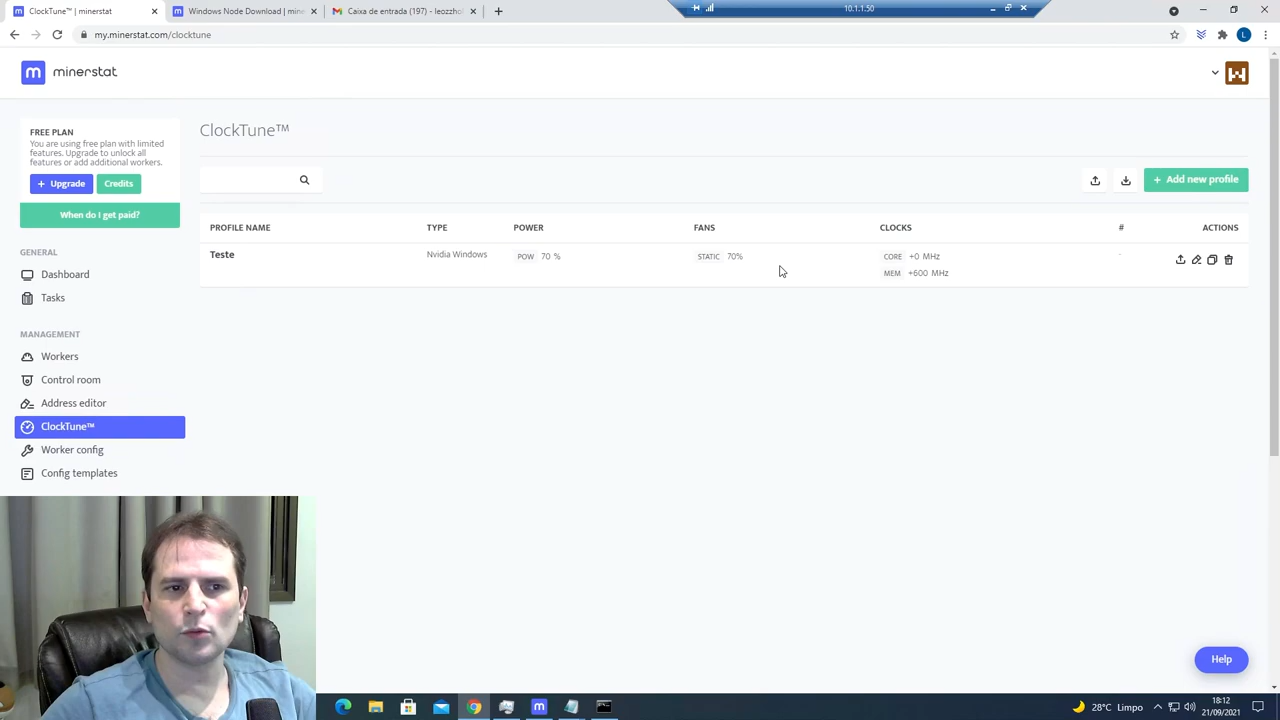 ClockTune™ | minerstat
Windows Node Download | mine
Caixa de entrada (197) - leozzho
10.1.1.50
my.minerstat.com/clocktune
L
m minerstat
FREE PLAN
You are using free plan with limited
features. Upgrade to unlock all
features or add additional workers.
+ Upgrade
Credits
When do I get paid?
GENERAL
Dashboard
Tasks
MANAGEMENT
Workers
Control room
Address editor
ClockTune™
Worker config
Config templates
ClockTune™
+ Add new profile
PROFILE NAME TYPE POWER FANS CLOCKS # ACTIONS
Teste Nvidia Windows POW 70 % STATIC 70% CORE +0 MHz -
MEM +600 MHz
Help
28°C Limpo
18:12
21/09/2021